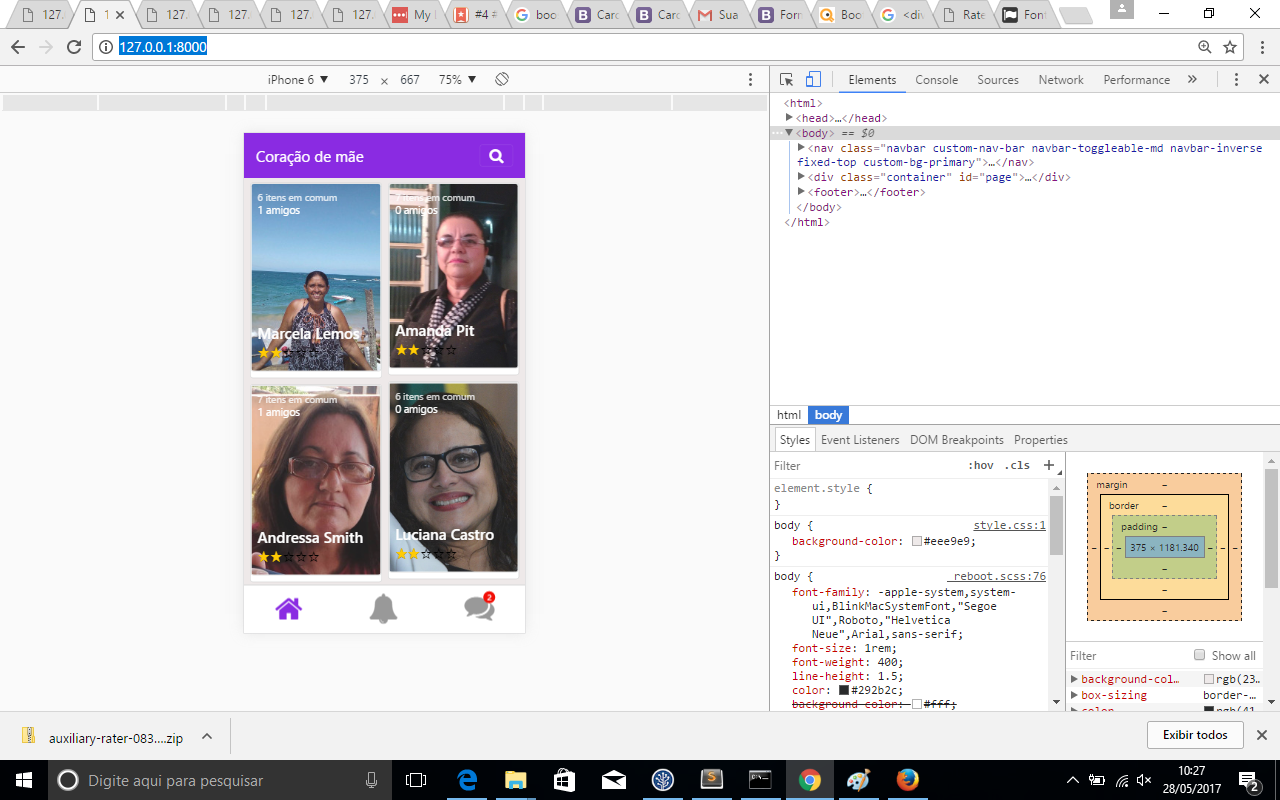 127.
1
127.
127.
127.
127.
My
#4 #
boo
Card
Card
Sua
Forr
Boo
<div
Rate
Fon
127.0.0.1:8000
iPhone 6 ▼ 375 × 667 75% ▼
Elements Console Sources Network Performance »
<html>
▶<head>…</head>
▼<body> == $0
▶<nav class="navbar custom-nav-bar navbar-toggleable-md navbar-inverse
fixed-top custom-bg-primary">…</nav>
▶<div class="container" id="page">…</div>
▶<footer>…</footer>
</body>
</html>
Coração de mãe
6 itens em comum
1 amigos
Marcela Lemos
7 itens em comum
0 amigos
Amanda Pit
7 itens em comum
1 amigos
Andressa Smith
6 itens em comum
0 amigos
Luciana Castro
2
html body
Styles Event Listeners DOM Breakpoints Properties
Filter :hov .cls +
element.style {
}
body { style.css:1
background-color: #eee9e9;
}
body { _reboot.scss:76
font-family: -apple-system,system-
ui,BlinkMacSystemFont,"Segoe
UI",Roboto,"Helvetica
Neue",Arial,sans-serif;
font-size: 1rem;
font-weight: 400;
line-height: 1.5;
color: #292b2c;
background-color: #fff;
margin –
border –
padding –
– – – 375 × 1181.340 – – –
–
–
–
Filter Show all
▶background-col… rgb(23…
▶box-sizing border-…
▶color rgb(41
auxiliary-rater-083....zip
Exibir todos
Digite aqui para pesquisar
10:27
28/05/2017
2